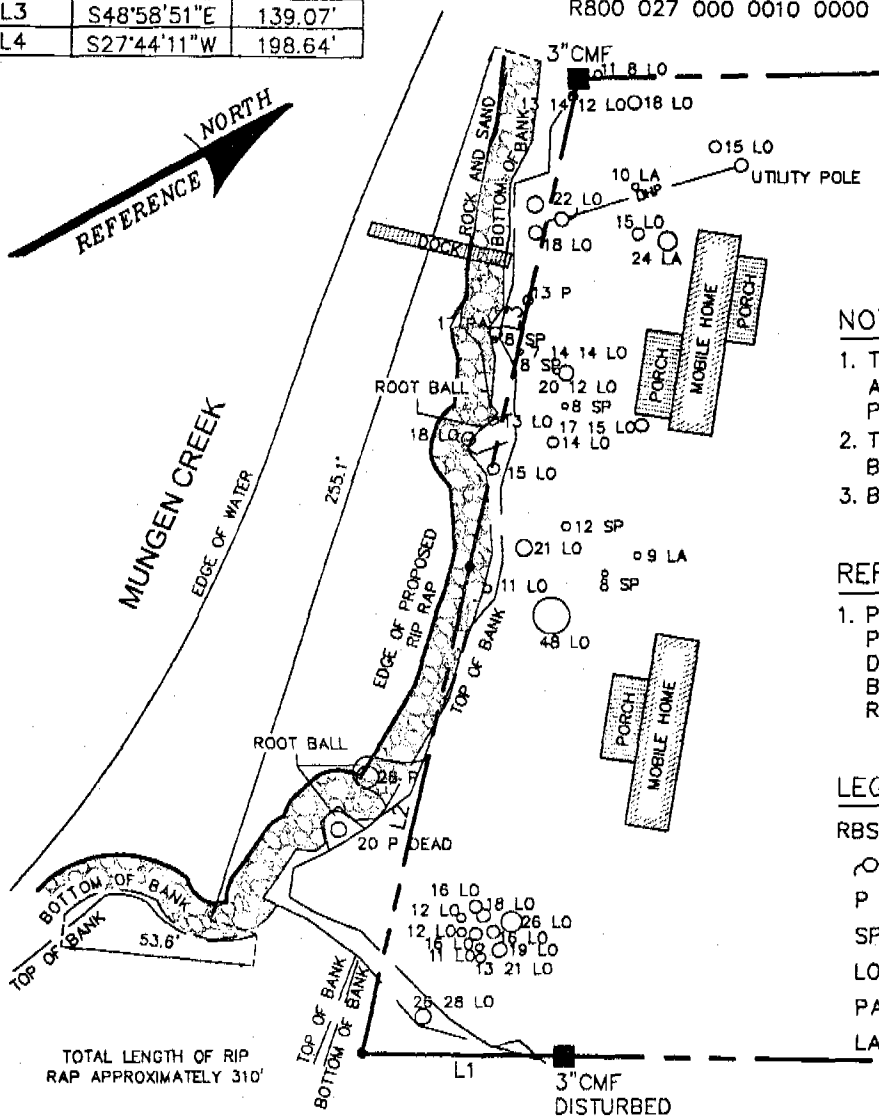 L3 S48°58'51"E 139.07'
L4 S27°44'11"W 198.64'
R800 027 000 0010 0000
NORTH
REFERENCE
3"CMF
11 8 LO
13 14 12 LO
18 LO
15 LO
UTILITY POLE
10 LA
OHP
22 LO
18 LO
15 LO
24 LA
ROCK AND SAND
BOTTOM OF BANK
DOCK
13 P
8 SP
8 SP
14 14 LO
20 12 LO
8 SP
17 15 LO
14 LO
ROOT BALL
13 LO
18 LO
15 LO
PORCH
MOBILE HOME
PORCH
MUNGEN CREEK
EDGE OF WATER
255.1'
12 SP
21 LO
9 LA
8 SP
11 LO
48 LO
EDGE OF PROPOSED
RIP RAP
TOP OF BANK
PORCH
MOBILE HOME
ROOT BALL
28 P
L2
20 P DEAD
16 LO
18 LO
12 LO
26 LO
12 LO
16 LO
16 LO
19 LO
11 LO
13 21 LO
BOTTOM OF BANK
TOP OF BANK
53.6'
26 28 LO
TOP OF BANK
BOTTOM OF BANK
TOTAL LENGTH OF RIP
RAP APPROXIMATELY 310'
L1
3"CMF
DISTURBED
NO
1. T
A
P
2. T
B
3. B
REF
1. P
P
D
B
R
LEG
RBS
P
SP
LO
PA
LA